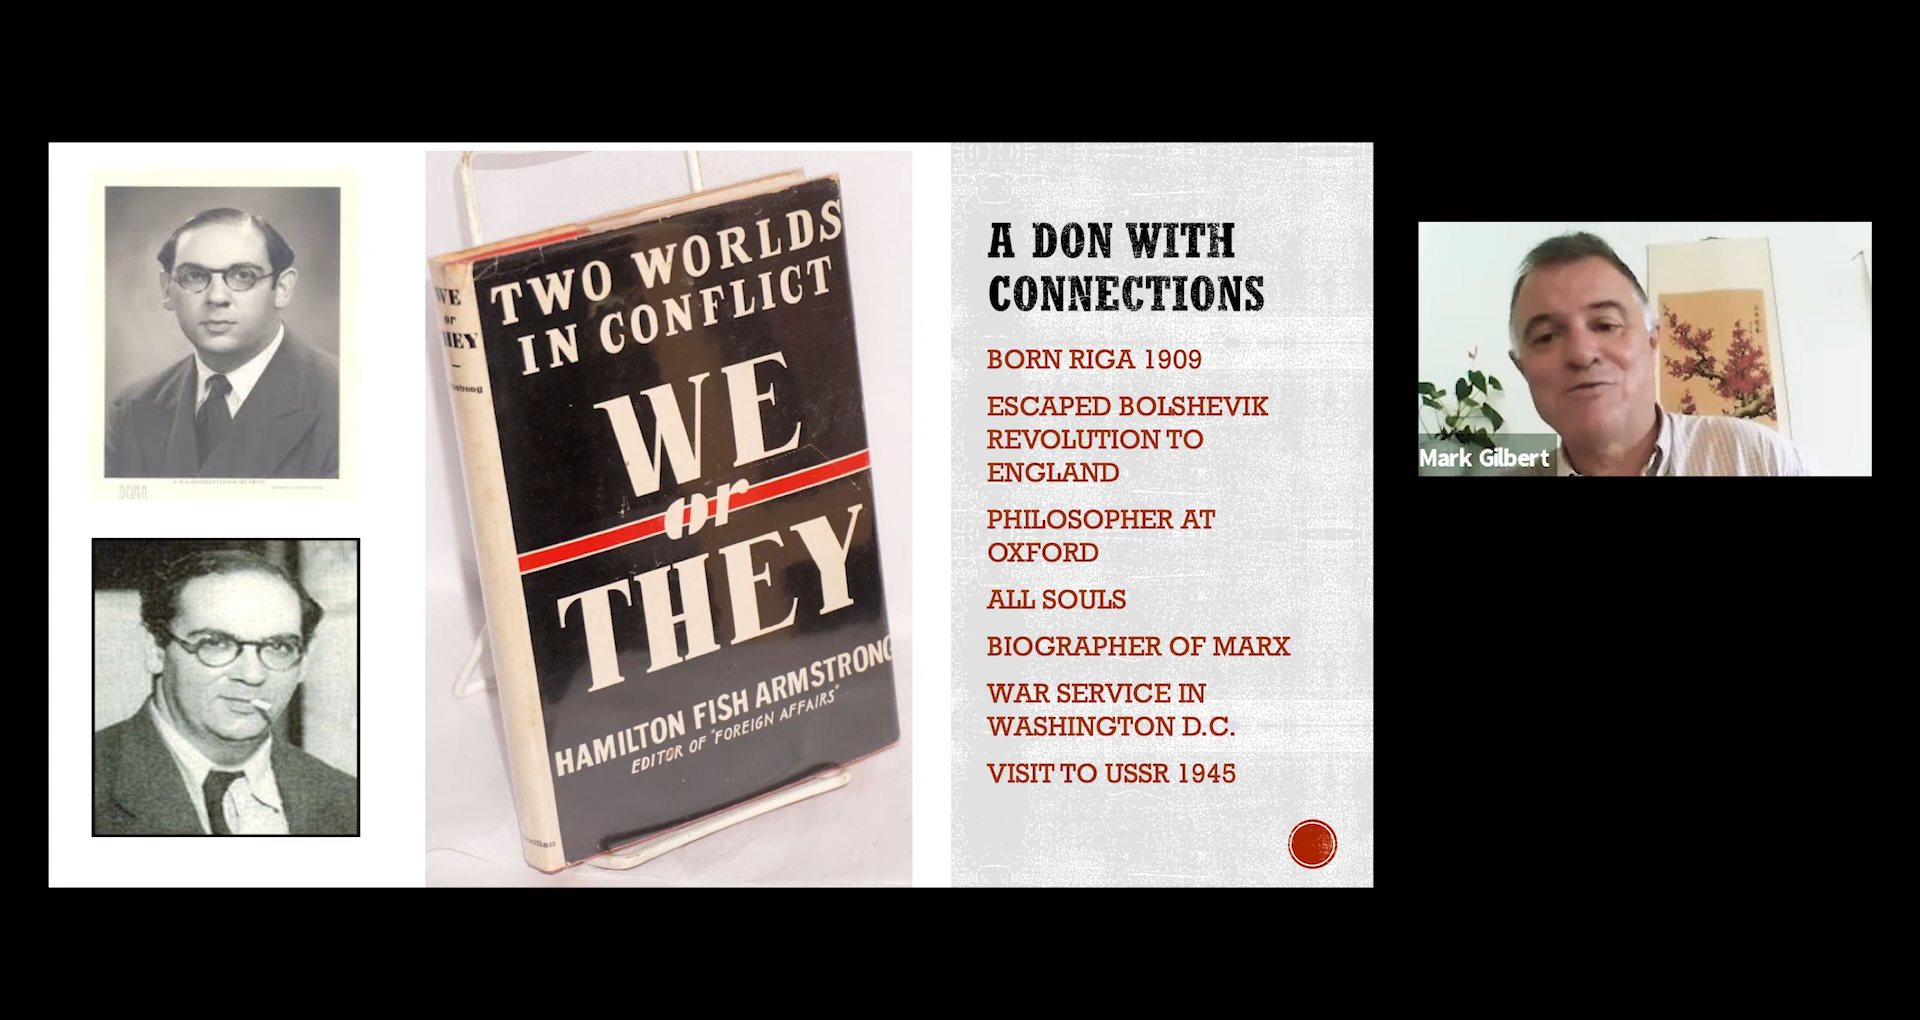 TWO WORLDS
IN CONFLICT
WE
or
THEY
HAMILTON FISH ARMSTRONG
EDITOR OF "FOREIGN AFFAIRS"
WE
or
A DON WITH
CONNECTIONS
BORN RIGA 1909
ESCAPED BOLSHEVIK
REVOLUTION TO
ENGLAND
PHILOSOPHER AT
OXFORD
ALL SOULS
BIOGRAPHER OF MARX
WAR SERVICE IN
WASHINGTON D.C.
VISIT TO USSR 1945
Mark Gilbert